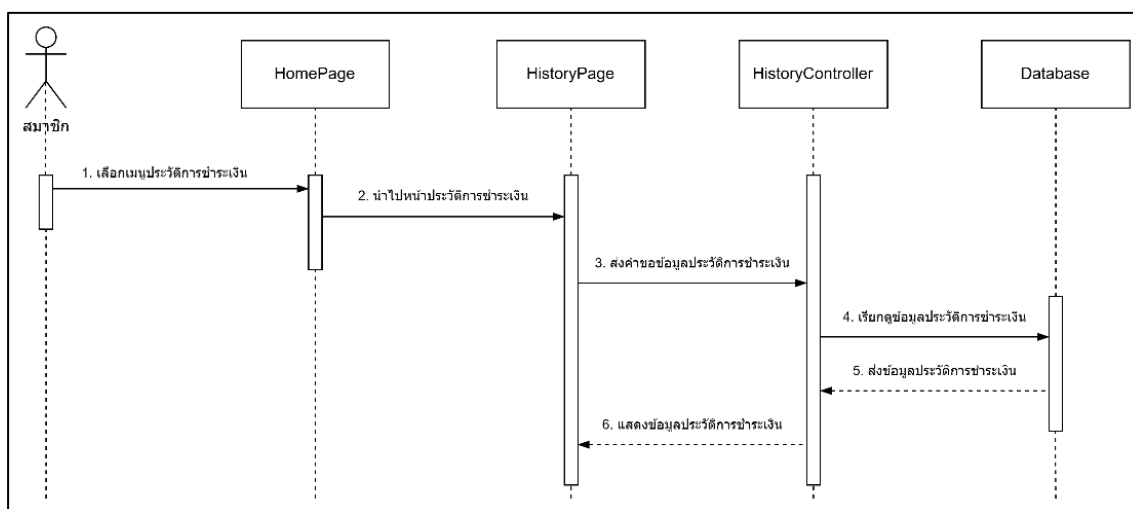 HomePage
HistoryPage
HistoryController
Database
สมาชิก
1. เลือกเมนูประวัติการชำระเงิน
2. นำไปหน้าประวัติการชำระเงิน
3. ส่งคำขอข้อมูลประวัติการชำระเงิน
4. เรียกดูข้อมูลประวัติการชำระเงิน
5. ส่งข้อมูลประวัติการชำระเงิน
6. แสดงข้อมูลประวัติการชำระเงิน